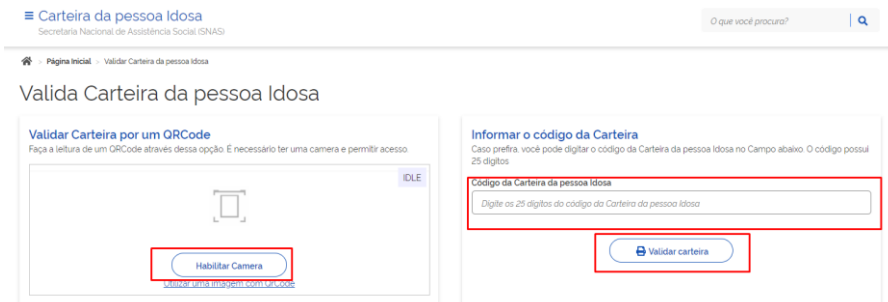 Carteira da pessoa Idosa
Secretaria Nacional de Assistência Social (SNAS)
O que você procura?
Página Inicial > Validar Carteira da pessoa Idosa
Valida Carteira da pessoa Idosa
Validar Carteira por um QRCode
Faça a leitura de um QRCode através dessa opção. É necessário ter uma camera e permitir acesso.
IDLE
Habilitar Camera
Utilizar uma imagem com QRCode
Informar o código da Carteira
Caso prefira, você pode digitar o código da Carteira da pessoa Idosa no Campo abaixo. O código possui
25 digitos
Código da Carteira da pessoa Idosa
Digite os 25 digitos do código da Carteira da pessoa Idosa
Validar carteira